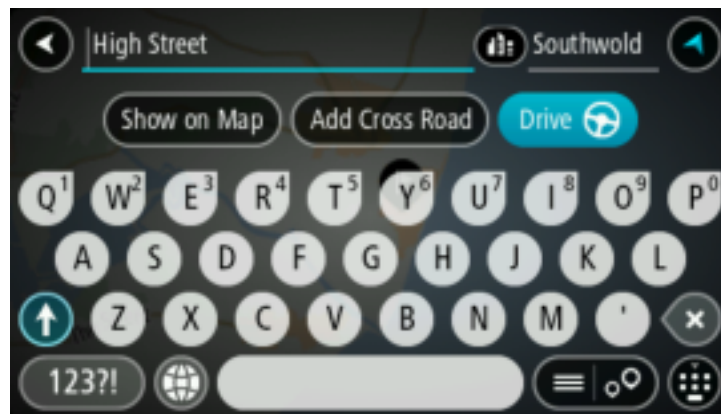 High Street Southwold
Show on Map Add Cross Road Drive
Q1 W2 E3 R4 T5 Y6 U7 I8 O9 P0
A S D F G H J K L
Z X C V B N M '
123?!